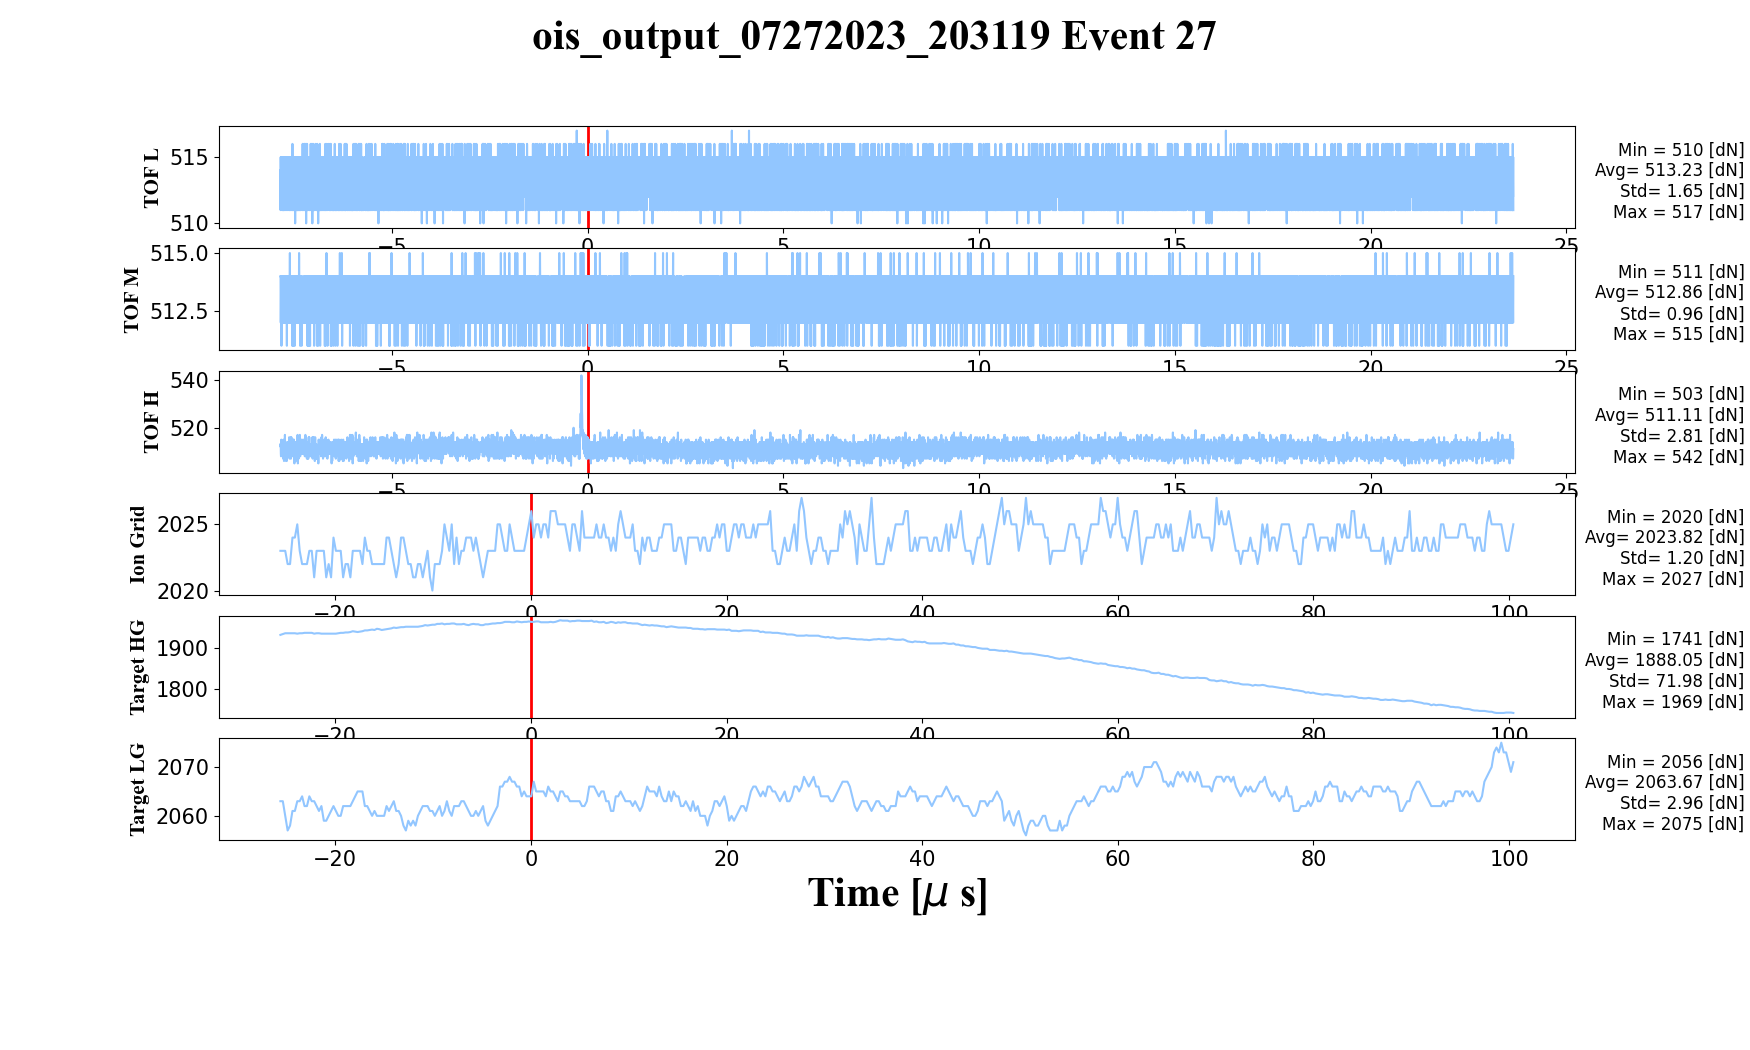 ois_output_07272023_203119 Event 27
TOF L
515
510
−5
0
5
10
15
20
25
Min = 510 [dN]
Avg= 513.23 [dN]
Std= 1.65 [dN]
Max = 517 [dN]
TOF M
515.0
512.5
−5
0
5
10
15
20
25
Min = 511 [dN]
Avg= 512.86 [dN]
Std= 0.96 [dN]
Max = 515 [dN]
TOF H
540
520
−5
0
5
10
15
20
25
Min = 503 [dN]
Avg= 511.11 [dN]
Std= 2.81 [dN]
Max = 542 [dN]
Ion Grid
2025
2020
−20
0
20
40
60
80
100
Min = 2020 [dN]
Avg= 2023.82 [dN]
Std= 1.20 [dN]
Max = 2027 [dN]
Target HG
1900
1800
−20
0
20
40
60
80
100
Min = 1741 [dN]
Avg= 1888.05 [dN]
Std= 71.98 [dN]
Max = 1969 [dN]
Target LG
2070
2060
−20
0
20
40
60
80
100
Min = 2056 [dN]
Avg= 2063.67 [dN]
Std= 2.96 [dN]
Max = 2075 [dN]
Time [μ s]